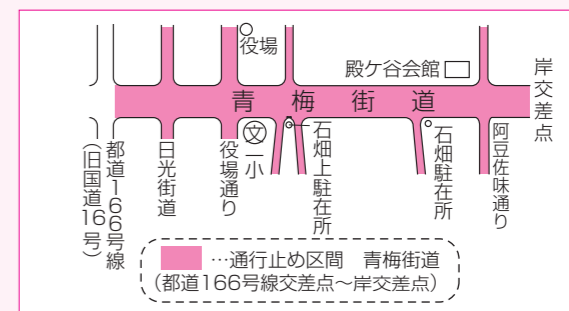 役場
殿ケ谷会館
岸交差点
青梅街道
都道166号線
(旧国道16号)
日光街道
役場通り
文
二小
石畑上駐在所
石畑駐在所
阿豆佐味通り
…通行止め区間 青梅街道
(都道166号線交差点~岸交差点)